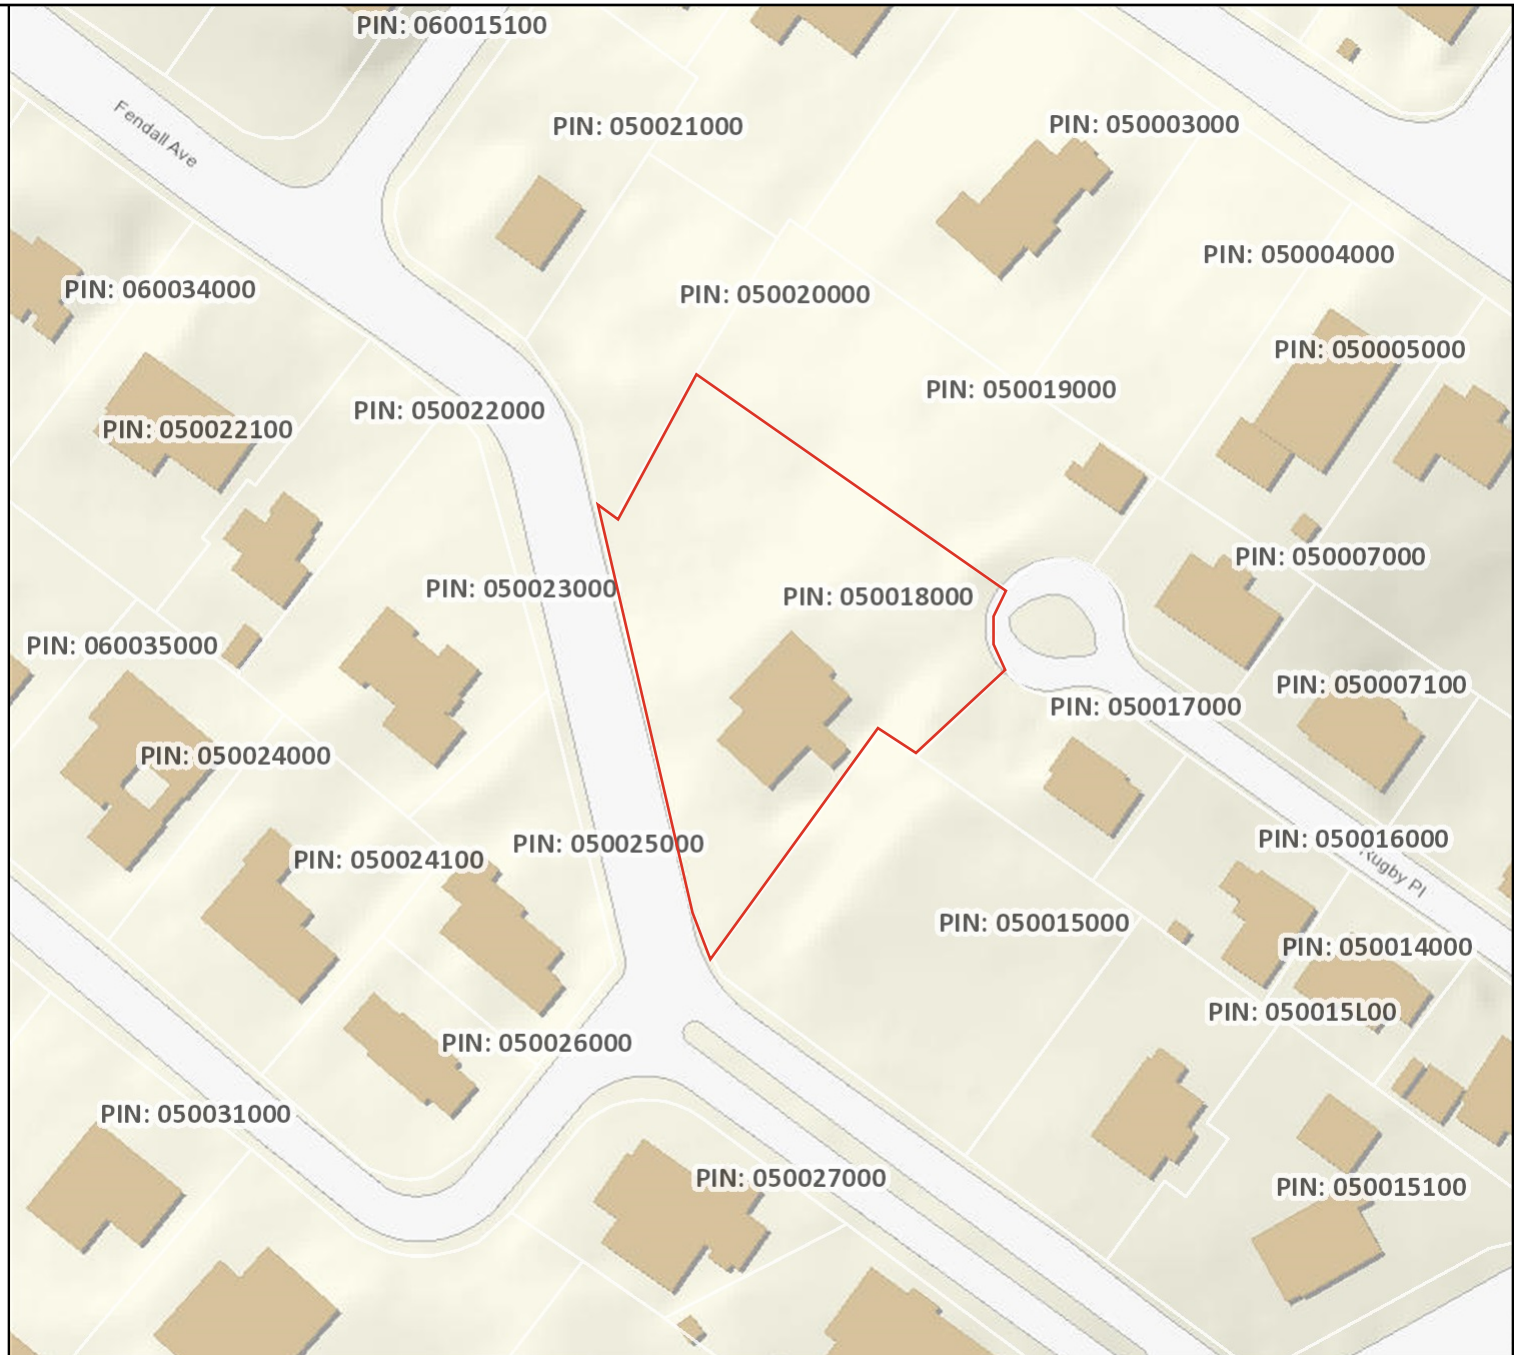 PIN: 060015100
PIN: 050021000
PIN: 050003000
Fendall Ave
PIN: 050004000
PIN: 060034000
PIN: 050020000
PIN: 050005000
PIN: 050019000
PIN: 050022000
PIN: 050022100
PIN: 050007000
PIN: 050023000
PIN: 050018000
PIN: 060035000
PIN: 050007100
PIN: 050017000
PIN: 050024000
PIN: 050016000
PIN: 050025000
PIN: 050024100
Rugby Pl
PIN: 050015000
PIN: 050014000
PIN: 050015L00
PIN: 050026000
PIN: 050031000
PIN: 050027000
PIN: 050015100